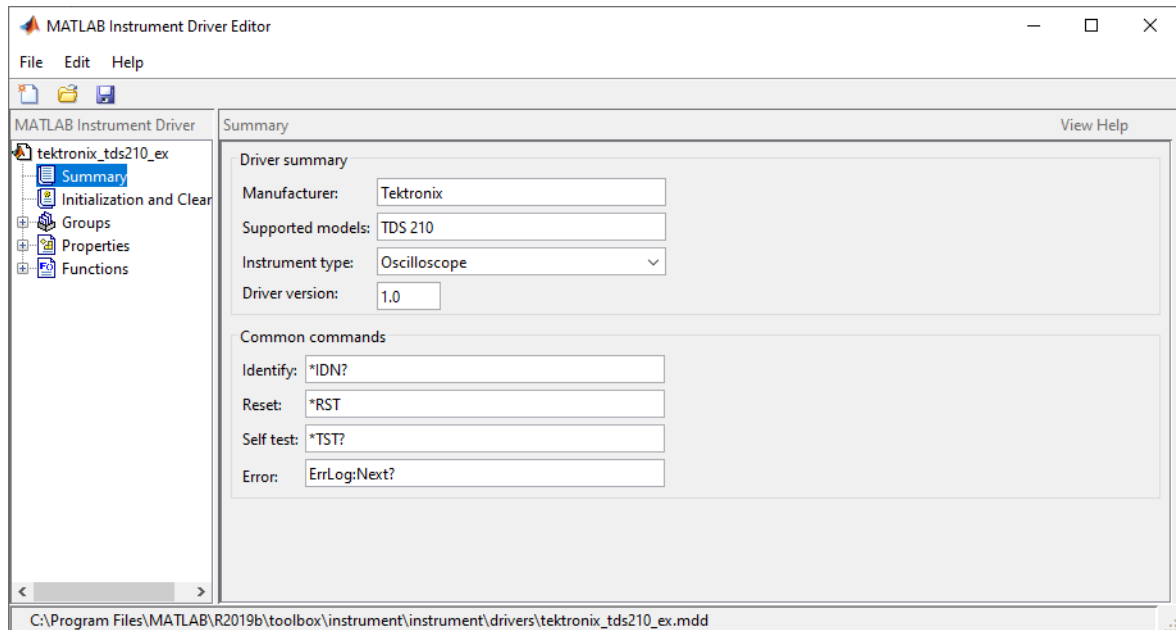 MATLAB Instrument Driver Editor
File Edit Help
MATLAB Instrument Driver
Summary View Help
tektronix_tds210_ex
Summary
Initialization and Clear
Groups
Properties
Functions
Driver summary
Manufacturer: Tektronix
Supported models: TDS 210
Instrument type: Oscilloscope
Driver version: 1.0
Common commands
Identify: *IDN?
Reset: *RST
Self test: *TST?
Error: ErrLog:Next?
C:\Program Files\MATLAB\R2019b\toolbox\instrument\instrument\drivers\tektronix_tds210_ex.mdd